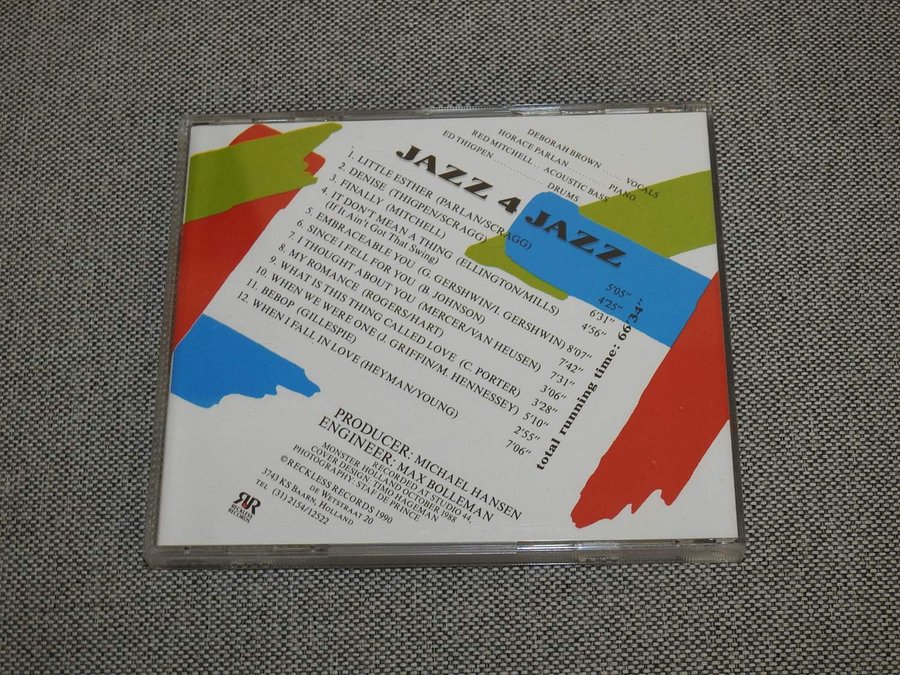 DEBORAH BROWN .......... VOCALS
HORACE PARLAN .......... PIANO
RED MITCHELL .. ACOUSTIC BASS
ED THIGPEN .......... DRUMS
JAZZ 4 JAZZ
1. LITTLE ESTHER (PARLAN/SCRAGG) 5'05"
2. DENISE (THIGPEN/SCRAGG) 4'25"
3. FINALLY (MITCHELL) 6'31"
4. IT DON'T MEAN A THING (ELLINGTON/MILLS) 4'56"
(If It Ain't Got That Swing)
5. EMBRACEABLE YOU (G. GERSHWIN/I. GERSHWIN) 8'07"
6. SINCE I FELL FOR YOU (B. JOHNSON) 7'42"
7. I THOUGHT ABOUT YOU (MERCER/VAN HEUSEN) 7'31"
8. MY ROMANCE (ROGERS/HART) 3'06"
9. WHAT IS THIS THING CALLED LOVE (C. PORTER) 3'28"
10. WHEN WE WERE ONE (J. GRIFFIN/M. HENNESSEY) 5'10"
11. BEBOP (GILLESPIE) 2'55"
12. WHEN I FALL IN LOVE (HEYMAN/YOUNG) 7'06"
total running time: 66'34"
PRODUCER: MICHAEL HANSEN
ENGINEER: MAX BOLLEMAN
RECORDED AT STUDIO 44,
MONSTER HOLLAND, OCTOBER 1988
COVER DESIGN: TIMO HAGEMAN
PHOTOGRAPHY: STAF DE PRINCE
© RECKLESS RECORDS 1990
DE WETSTRAAT 20
3743 KS BAARN, HOLLAND
TEL (31) 2154/12522
RR
RECKLESS
RECORDS